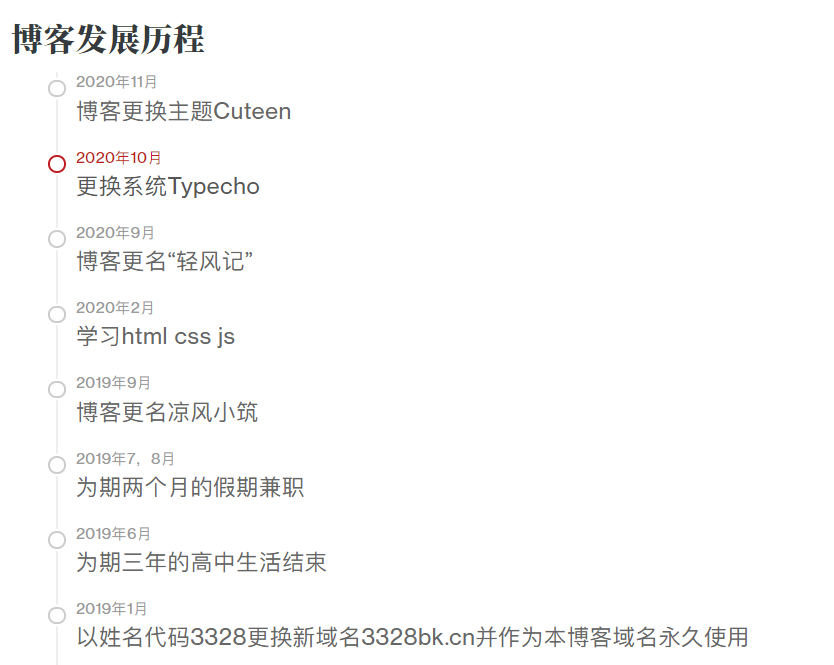 博客发展历程
2020年11月
博客更换主题Cuteen
2020年10月
更换系统Typecho
2020年9月
博客更名“轻风记”
2020年2月
学习html css js
2019年9月
博客更名凉风小筑
2019年7，8月
为期两个月的假期兼职
2019年6月
为期三年的高中生活结束
2019年1月
以姓名代码3328更换新域名3328bk.cn并作为本博客域名永久使用